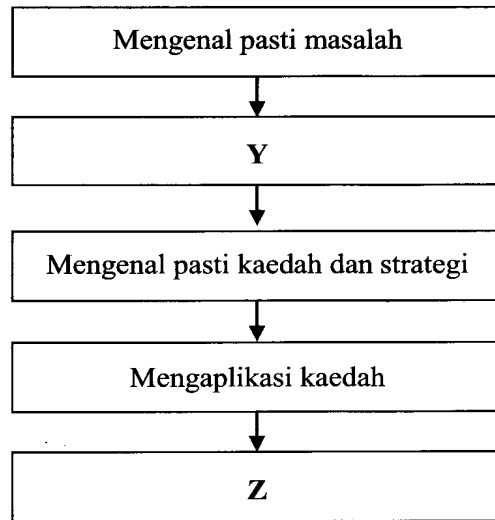 Mengenal pasti masalah
Y
Mengenal pasti kaedah dan strategi
Mengaplikasi kaedah
Z